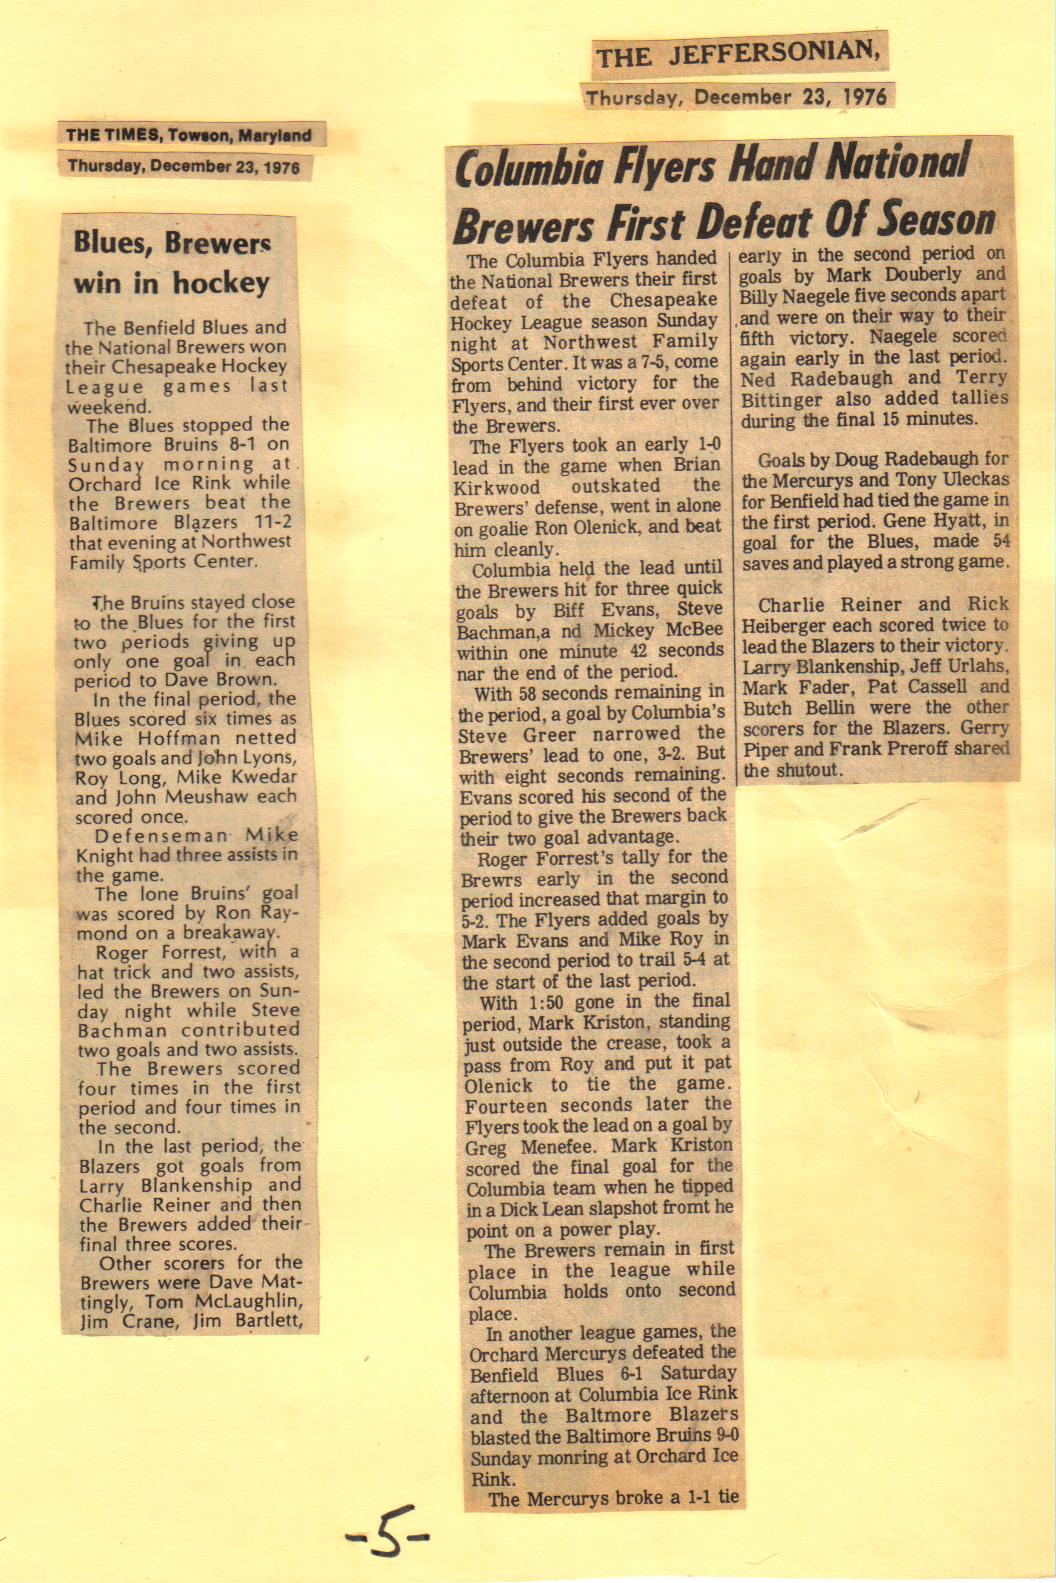 THE JEFFERSONIAN,
Thursday, December 23, 1976
THE TIMES, Towson, Maryland
Thursday, December 23, 1976
Blues, Brewers
win in hockey
The Benfield Blues and
the National Brewers won
their Chesapeake Hockey
League games last
weekend.
The Blues stopped the
Baltimore Bruins 8-1 on
Sunday morning at
Orchard Ice Rink while
the Brewers beat the
Baltimore Blazers 11-2
that evening at Northwest
Family Sports Center.
The Bruins stayed close
to the Blues for the first
two periods giving up
only one goal in each
period to Dave Brown.
In the final period, the
Blues scored six times as
Mike Hoffman netted
two goals and John Lyons,
Roy Long, Mike Kwedar
and John Meushaw each
scored once.
Defenseman Mike
Knight had three assists in
the game.
The lone Bruins' goal
was scored by Ron Ray-
mond on a breakaway.
Roger Forrest, with a
hat trick and two assists,
led the Brewers on Sun-
day night while Steve
Bachman contributed
two goals and two assists.
The Brewers scored
four times in the first
period and four times in
the second.
In the last period, the
Blazers got goals from
Larry Blankenship and
Charlie Reiner and then
the Brewers added their
final three scores.
Other scorers for the
Brewers were Dave Mat-
tingly, Tom McLaughlin,
Jim Crane, Jim Bartlett,
Columbia Flyers Hand National
Brewers First Defeat Of Season
The Columbia Flyers handed
the National Brewers their first
defeat of the Chesapeake
Hockey League season Sunday
night at Northwest Family
Sports Center. It was a 7-5, come
from behind victory for the
Flyers, and their first ever over
the Brewers.
The Flyers took an early 1-0
lead in the game when Brian
Kirkwood outskated the
Brewers' defense, went in alone
on goalie Ron Olenick, and beat
him cleanly.
Columbia held the lead until
the Brewers hit for three quick
goals by Biff Evans, Steve
Bachman,a nd Mickey McBee
within one minute 42 seconds
nar the end of the period.
With 58 seconds remaining in
the period, a goal by Columbia's
Steve Greer narrowed the
Brewers' lead to one, 3-2. But
with eight seconds remaining.
Evans scored his second of the
period to give the Brewers back
their two goal advantage.
Roger Forrest's tally for the
Brewrs early in the second
period increased that margin to
5-2. The Flyers added goals by
Mark Evans and Mike Roy in
the second period to trail 5-4 at
the start of the last period.
With 1:50 gone in the final
period, Mark Kriston, standing
just outside the crease, took a
pass from Roy and put it pat
Olenick to tie the game.
Fourteen seconds later the
Flyers took the lead on a goal by
Greg Menefee. Mark Kriston
scored the final goal for the
Columbia team when he tipped
in a Dick Lean slapshot fromt he
point on a power play.
The Brewers remain in first
place in the league while
Columbia holds onto second
place.
In another league games, the
Orchard Mercurys defeated the
Benfield Blues 6-1 Saturday
afternoon at Columbia Ice Rink
and the Baltmore Blazers
blasted the Baltimore Bruins 9-0
Sunday monring at Orchard Ice
Rink.
The Mercurys broke a 1-1 tie
early in the second period on
goals by Mark Douberly and
Billy Naegele five seconds apart
and were on their way to their
fifth victory. Naegele scored
again early in the last period.
Ned Radebaugh and Terry
Bittinger also added tallies
during the final 15 minutes.
Goals by Doug Radebaugh for
the Mercurys and Tony Uleckas
for Benfield had tied the game in
the first period. Gene Hyatt, in
goal for the Blues, made 54
saves and played a strong game.
Charlie Reiner and Rick
Heiberger each scored twice to
lead the Blazers to their victory.
Larry Blankenship, Jeff Urlahs,
Mark Fader, Pat Cassell and
Butch Bellin were the other
scorers for the Blazers. Gerry
Piper and Frank Preroff shared
the shutout.
-5-